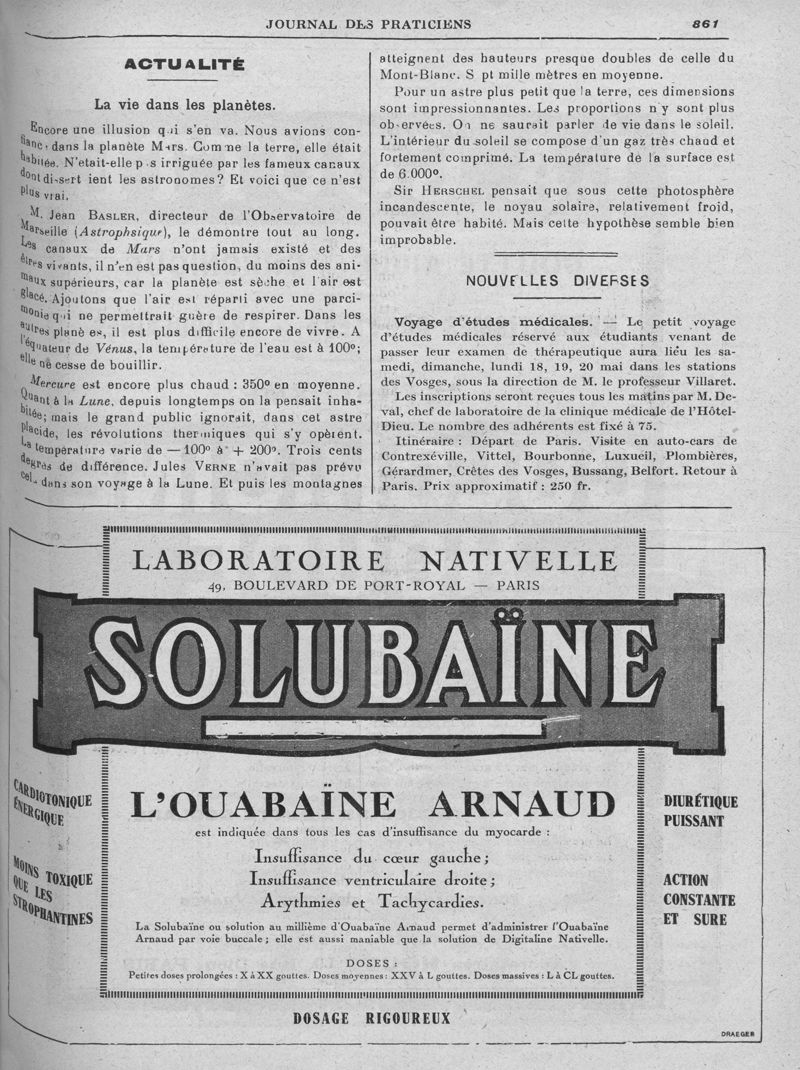 JOURNAL DES PRATICIENS
861
ACTUALITÉ
La vie dans les planètes.
Encore une illusion qui s'en va. Nous avions con-
fiance dans la planète Mars. Comme la terre, elle était
habitée. N'etait-elle pas irriguée par les fameux canaux
dont dissertaient les astronomes? Et voici que ce n'est
plus vrai.
M. Jean BASLER, directeur de l'Observatoire de
Marseille (Astrophsique), le démontre tout au long.
Les canaux de Mars n'ont jamais existé et des
êtres vivants, il n'en est pas question, du moins des ani-
maux supérieurs, car la planète est sèche et l'air est
glacé. Ajoutons que l'air est réparti avec une parci-
monie qui ne permettrait guère de respirer. Dans les
autres planè es, il est plus difficile encore de vivre. A
l'équateur de Vénus, la température de l'eau est à 100°;
elle ne cesse de bouillir.
Mercure est encore plus chaud : 350° en moyenne.
Quant à la Lune, depuis longtemps on la pensait inha-
bitée; mais le grand public ignorait, dans cet astre
placide, les révolutions thermiques qui s'y opèrent.
La température varie de — 100° à + 200°. Trois cents
degrés de différence. Jules VERNE n'avait pas prévu
cela dans son voyage à la Lune. Et puis les montagnes
atteignent des hauteurs presque doubles de celle du
Mont-Blanc. S pt mille mètres en moyenne.
Pour un astre plus petit que la terre, ces dimensions
sont impressionnantes. Les proportions n'y sont plus
observées. On ne saurait parler de vie dans le soleil.
L'intérieur du soleil se compose d'un gaz très chaud et
fortement comprimé. La température de la surface est
de 6.000°.
Sir HERSCHEL pensait que sous cette photosphère
incandescente, le noyau solaire, relativement froid,
pouvait être habité. Mais cette hypothèse semble bien
improbable.
NOUVELLES DIVERSES
Voyage d'études médicales. — Le petit voyage
d'études médicales réservé aux étudiants venant de
passer leur examen de thérapeutique aura lieu les sa-
medi, dimanche, lundi 18, 19, 20 mai dans les stations
des Vosges, sous la direction de M. le professeur Villaret.
Les inscriptions seront reçues tous les matins par M. De-
val, chef de laboratoire de la clinique médicale de l'Hôtel-
Dieu. Le nombre des adhérents est fixé à 75.
Itinéraire : Départ de Paris. Visite en auto-cars de
Contrexéville, Vittel, Bourbonne, Luxeuil, Plombières,
Gérardmer, Crêtes des Vosges, Bussang, Belfort. Retour à
Paris. Prix approximatif : 250 fr.
LABORATOIRE NATIVELLE
49, BOULEVARD DE PORT-ROYAL — PARIS
SOLUBAÏNE
CARDIOTONIQUE
ÉNERGIQUE
MOINS TOXIQUE
QUE LES
STROPHANTINES
L'OUABAÏNE ARNAUD
est indiquée dans tous les cas d'insuffisance du myocarde :
Insuffisance du cœur gauche ;
Insuffisance ventriculaire droite ;
Arythmies et Tachycardies.
La Solubaïne ou solution au millième d'Ouabaïne Arnaud permet d'administrer l'Ouabaïne
Arnaud par voie buccale ; elle est aussi maniable que la solution de Digitaline Nativelle.
DOSES :
Petites doses prolongées : X à XX gouttes. Doses moyennes : XXV à L gouttes. Doses massives : L à CL gouttes.
DIURÉTIQUE
PUISSANT
ACTION
CONSTANTE
ET SURE
DOSAGE RIGOUREUX
DRAEGER